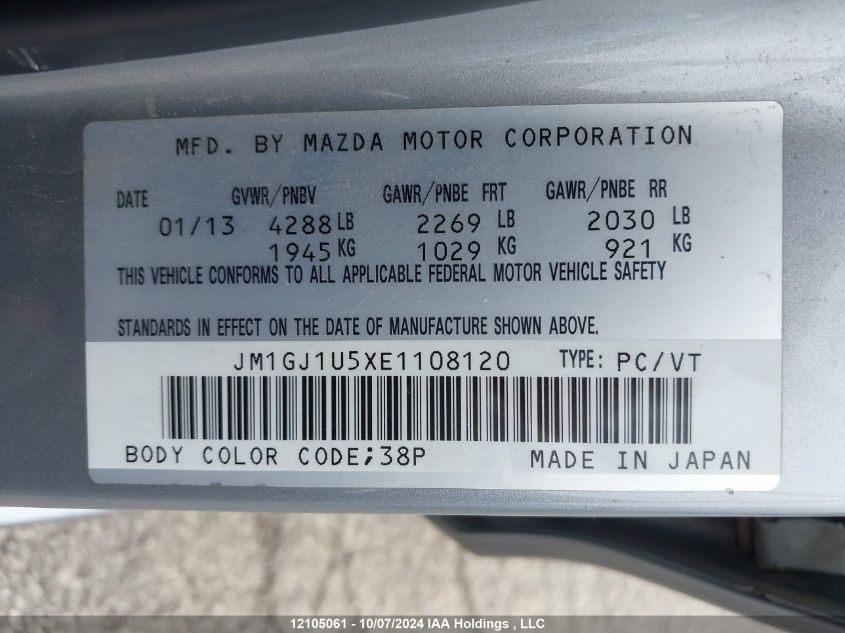 MFD. BY MAZDA MOTOR CORPORATION
DATE GVWR/PNBV GAWR/PNBE FRT GAWR/PNBE RR
01/13 4288 LB 2269 LB 2030 LB
1945 KG 1029 KG 921 KG
THIS VEHICLE CONFORMS TO ALL APPLICABLE FEDERAL MOTOR VEHICLE SAFETY
STANDARDS IN EFFECT ON THE DATE OF MANUFACTURE SHOWN ABOVE.
JM1GJ1U5XE1108120 TYPE: PC/VT
BODY COLOR CODE;38P MADE IN JAPAN
12105061 - 10/07/2024 IAA Holdings , LLC